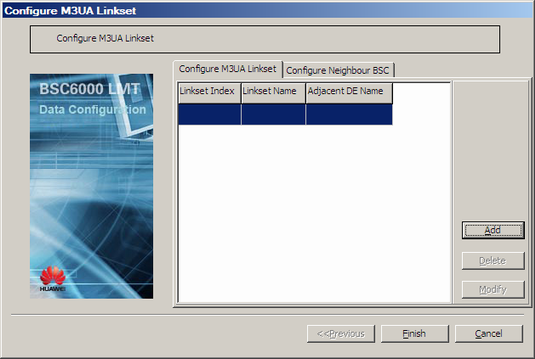 Configure M3UA Linkset
Configure M3UA Linkset
BSC6000 LMT
Data Configuration
HUAWEI
Configure M3UA Linkset
Configure Neighbour BSC
Linkset Index
Linkset Name
Adjacent DE Name
Add
Delete
Modify
<<Previous
Finish
Cancel